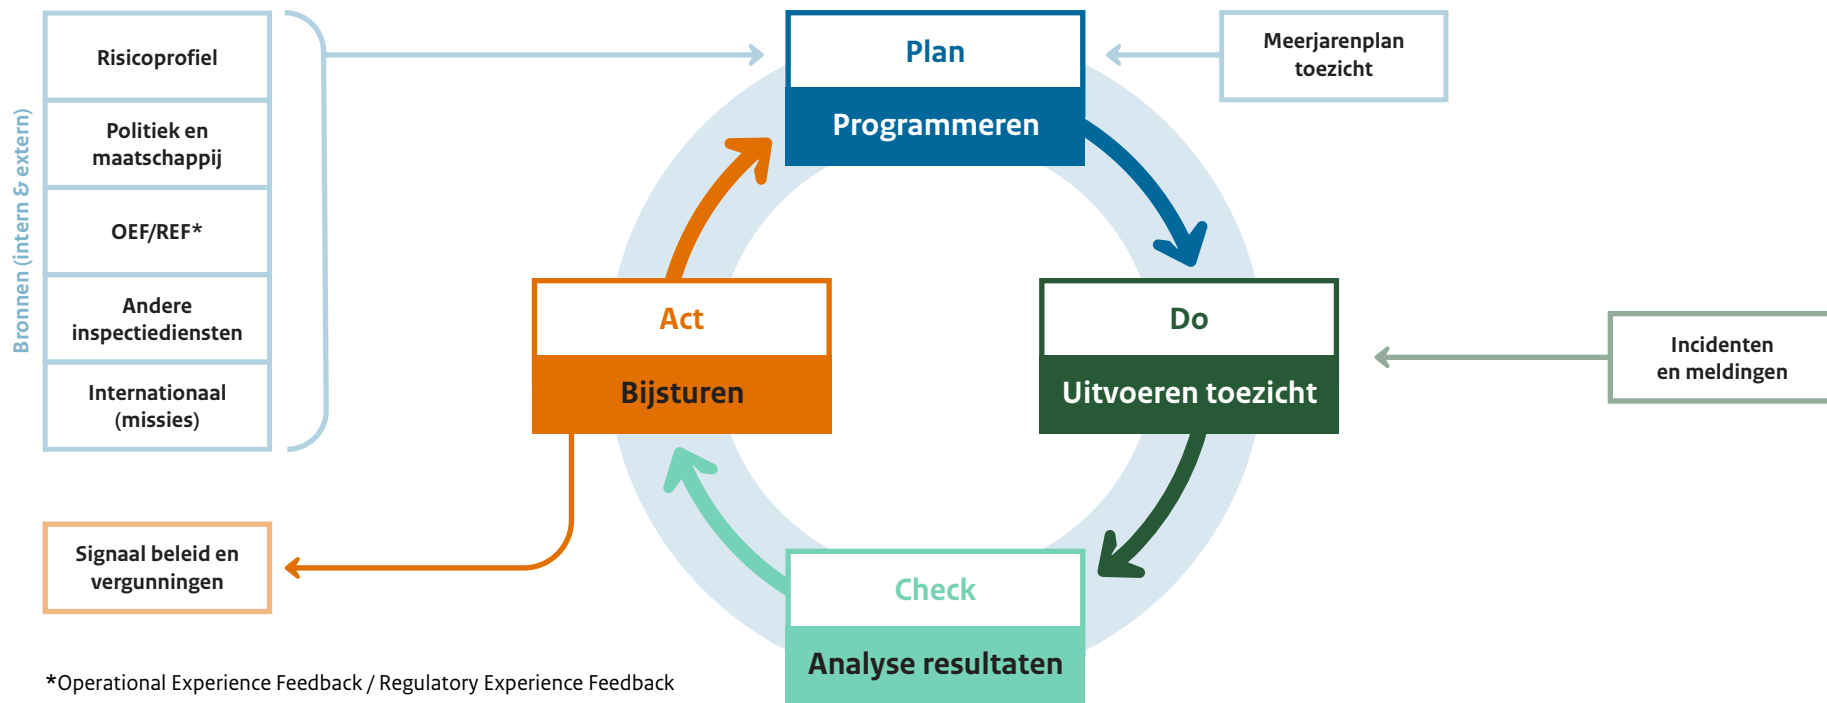 Bronnen (intern & extern)
Risicoprofiel
Politiek en
maatschappij
OEF/REF*
Andere
inspectiediensten
Internationaal
(missies)
Plan
Programmeren
Meerjarenplan
toezicht
Act
Bijsturen
Do
Uitvoeren toezicht
Incidenten
en meldingen
Signaal beleid en
vergunningen
Check
Analyse resultaten
*Operational Experience Feedback / Regulatory Experience Feedback